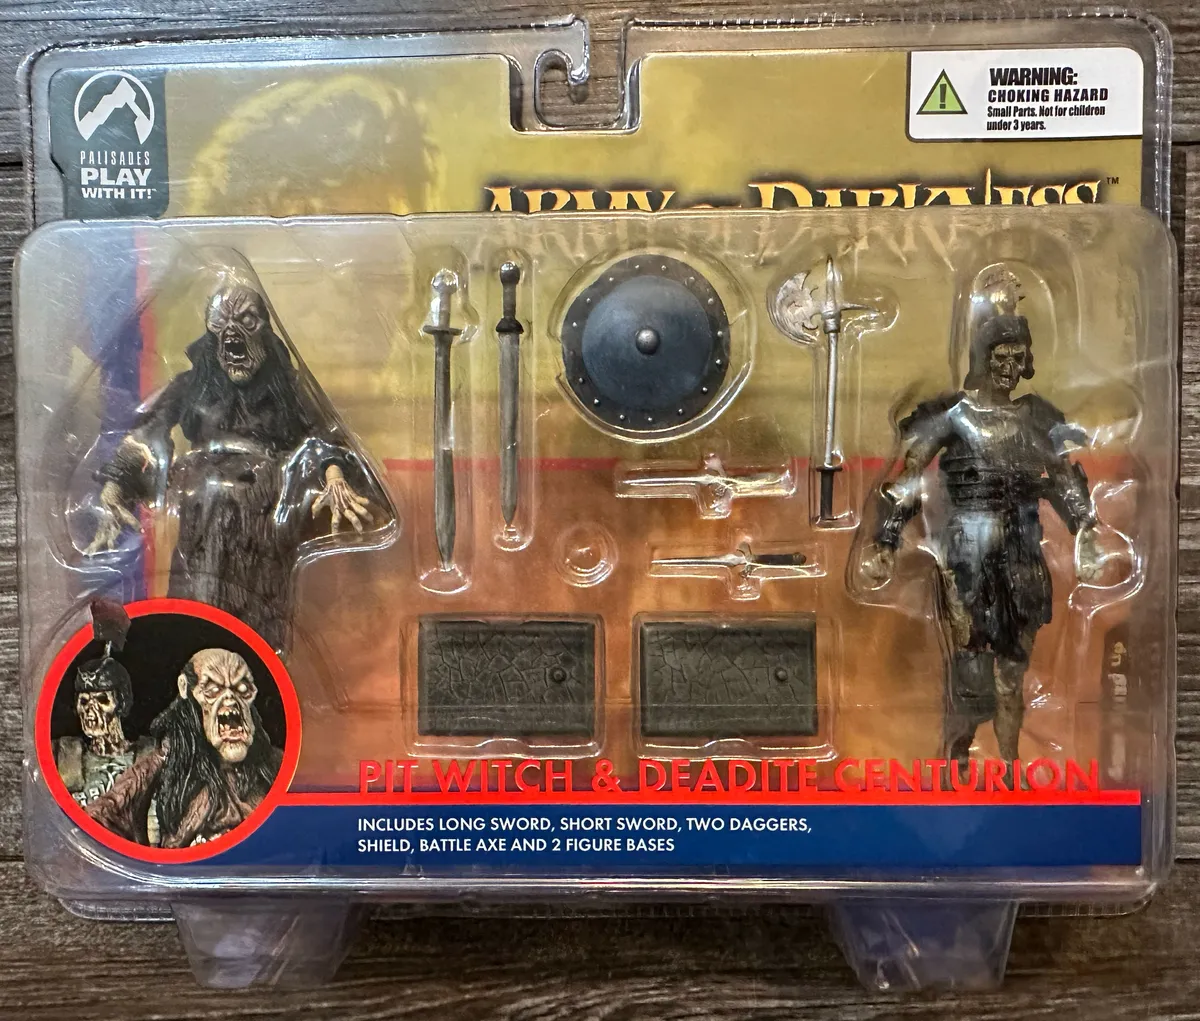 PALISADES
PLAY
WITH IT!™
WARNING:
CHOKING HAZARD
Small Parts. Not for children
under 3 years.
ARMY OF DARKNESS™
PIT WITCH & DEADITE CENTURION
INCLUDES LONG SWORD, SHORT SWORD, TWO DAGGERS,
SHIELD, BATTLE AXE AND 2 FIGURE BASES